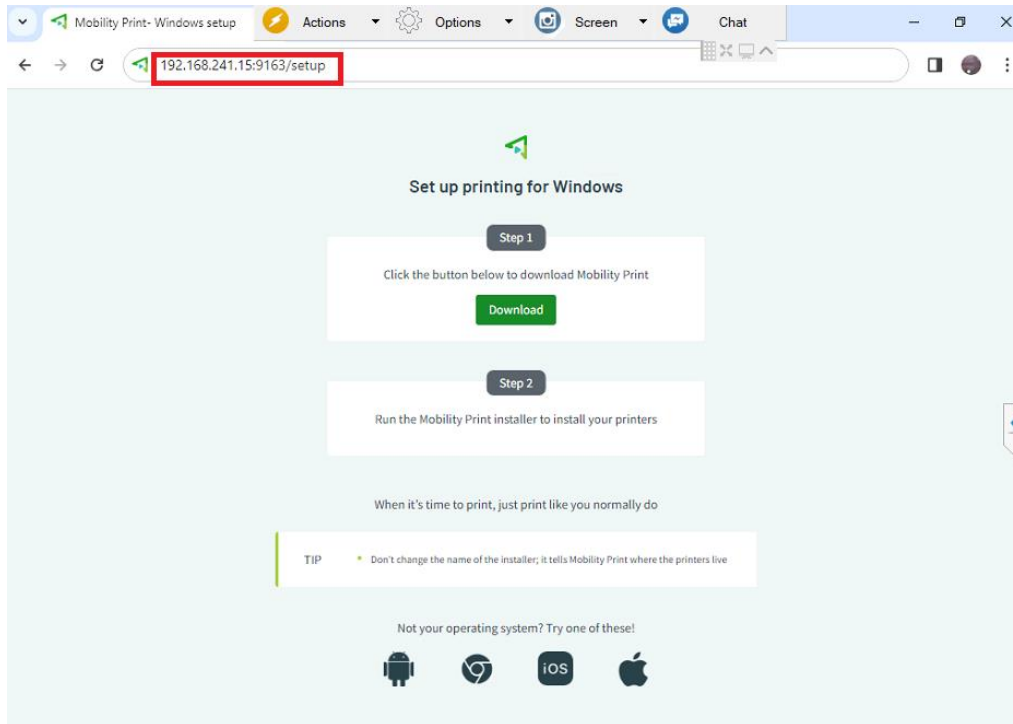 Mobility Print- Windows setup
Actions
Options
Screen
Chat
192.168.241.15:9163/setup
Set up printing for Windows
Step 1
Click the button below to download Mobility Print
Download
Step 2
Run the Mobility Print installer to install your printers
When it's time to print, just print like you normally do
TIP
Don't change the name of the installer; it tells Mobility Print where the printers live
Not your operating system? Try one of these!
iOS